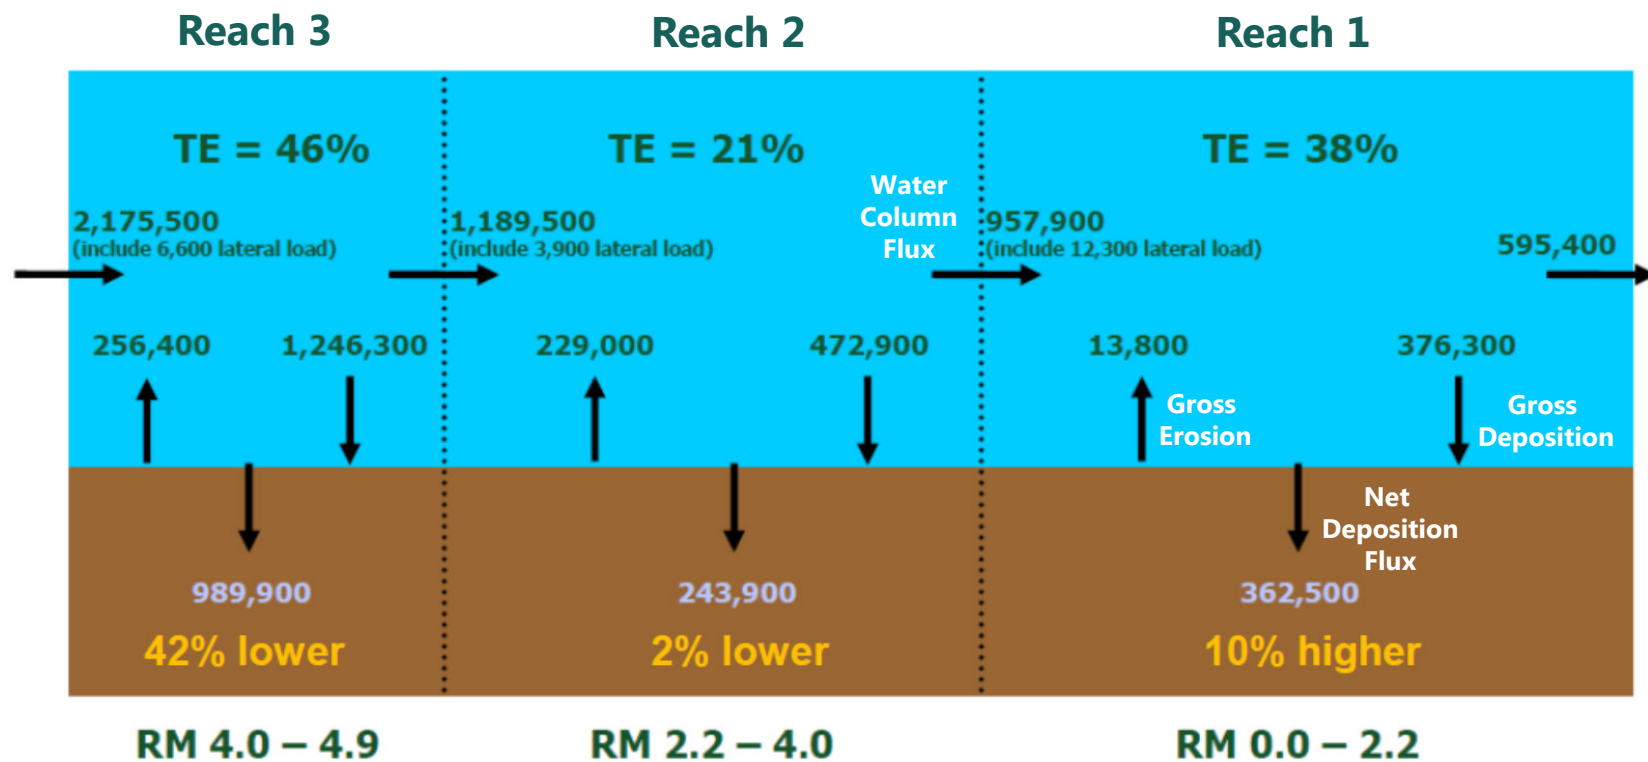 Reach 3
Reach 2
Reach 1
TE = 46%
TE = 21%
TE = 38%
2,175,500
(include 6,600 lateral load)
1,189,500
(include 3,900 lateral load)
Water
Column
Flux
957,900
(include 12,300 lateral load)
595,400
256,400
1,246,300
229,000
472,900
13,800
376,300
Gross
Erosion
Gross
Deposition
Net
Deposition
Flux
989,900
243,900
362,500
42% lower
2% lower
10% higher
RM 4.0 – 4.9
RM 2.2 – 4.0
RM 0.0 – 2.2